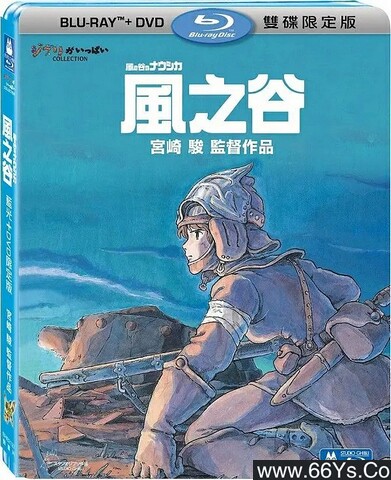 BLU-RAY™+ DVD
Blu-ray Disc
雙碟限定版
ジブリがいっぱい
COLLECTION
風の谷のナウシカ
風之谷
宮崎 駿 監督作品
風之谷
宮崎 駿 監督作品
STUDIO GHIBLI
www.66Ys.Co